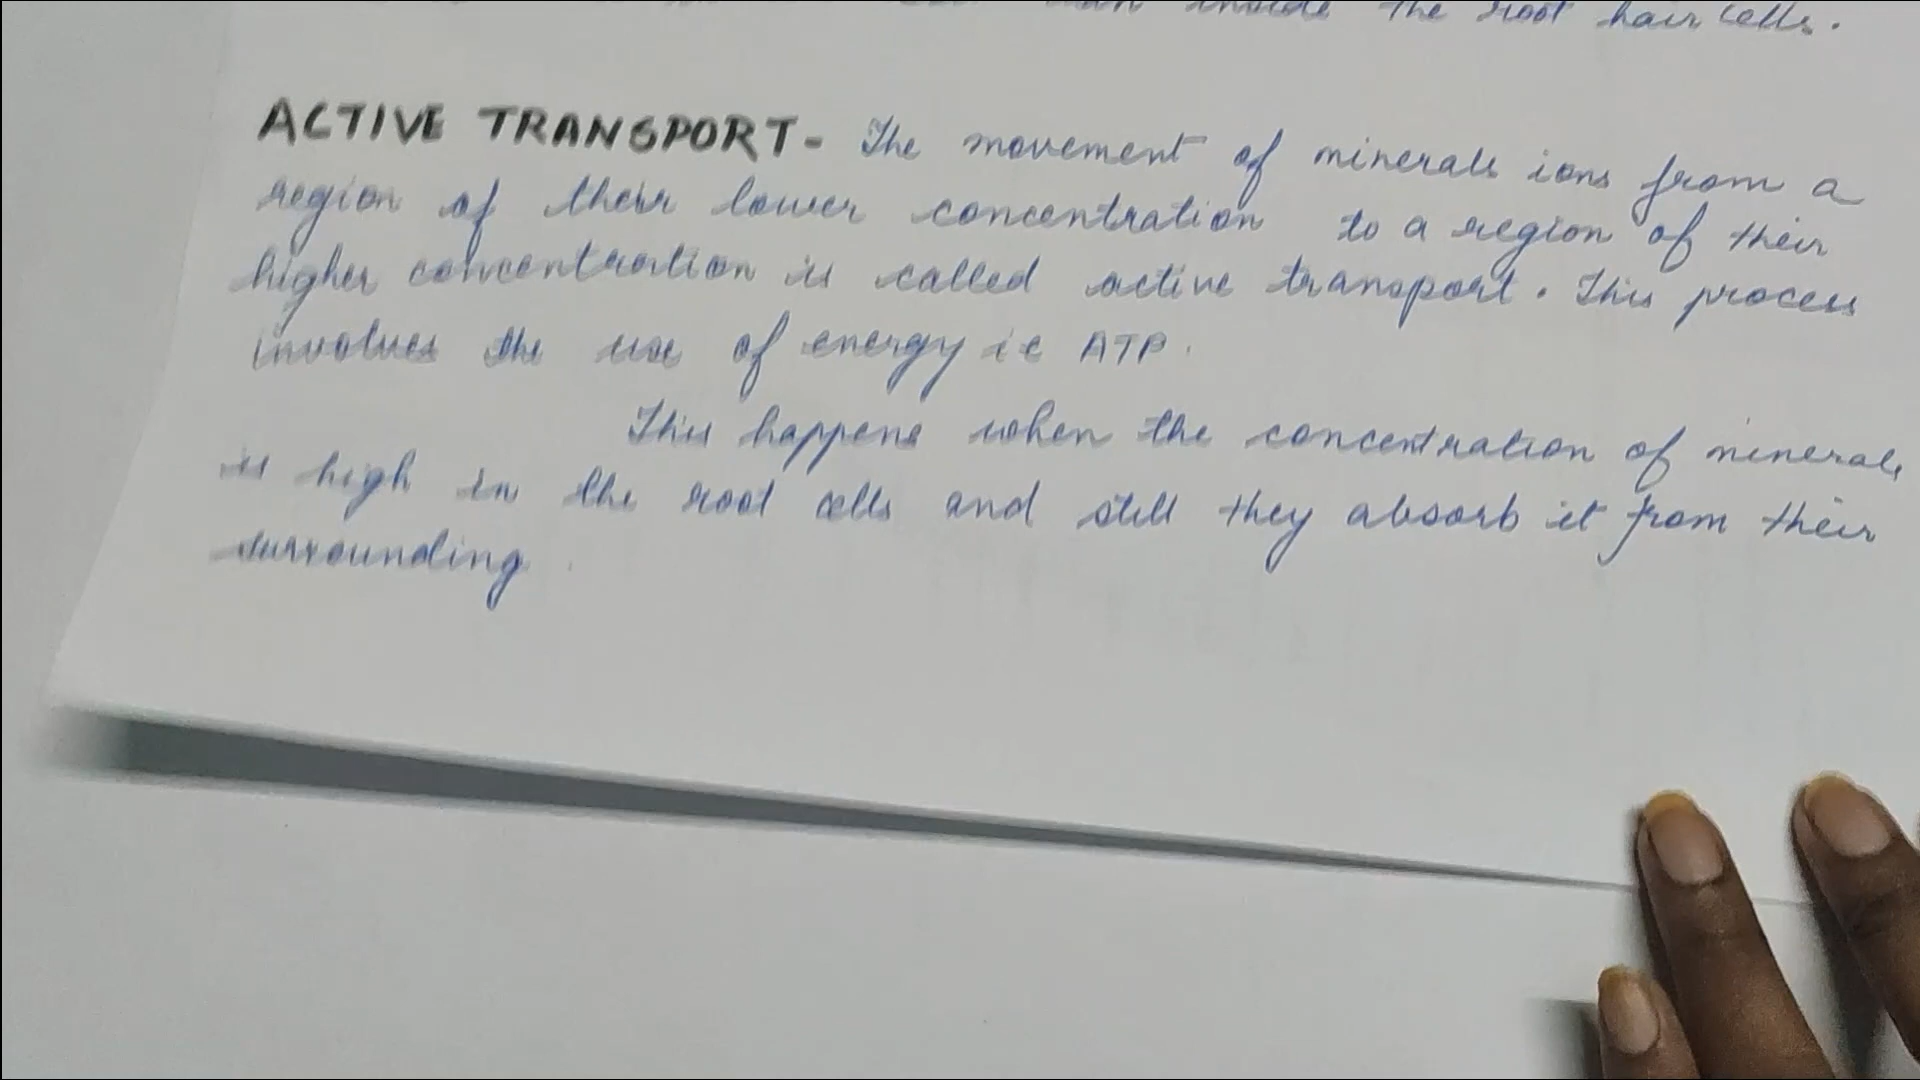 inside the root hair cells.
ACTIVE TRANSPORT- The movement of minerals ions from a
region of their lower concentration to a region of their
higher concentration is called active transport. This process
involves the use of energy ie ATP.
This happens when the concentration of minerals
is high in the root cells and still they absorb it from their
surrounding.